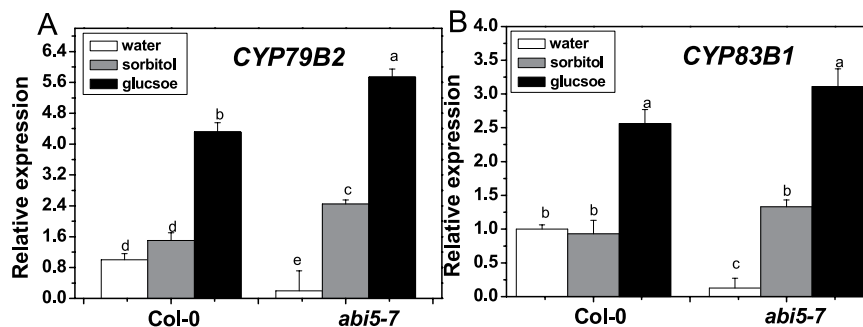 A
CYP79B2
water
sorbitol
glucsoe
Relative expression
6.4
5.6
4.8
4.0
3.2
2.4
1.6
0.8
0.0
d
d
b
e
c
a
Col-0
abi5-7
B
CYP83B1
water
sorbitol
glucsoe
Relative expression
4.0
3.5
3.0
2.5
2.0
1.5
1.0
0.5
0.0
b
b
a
c
b
a
Col-0
abi5-7